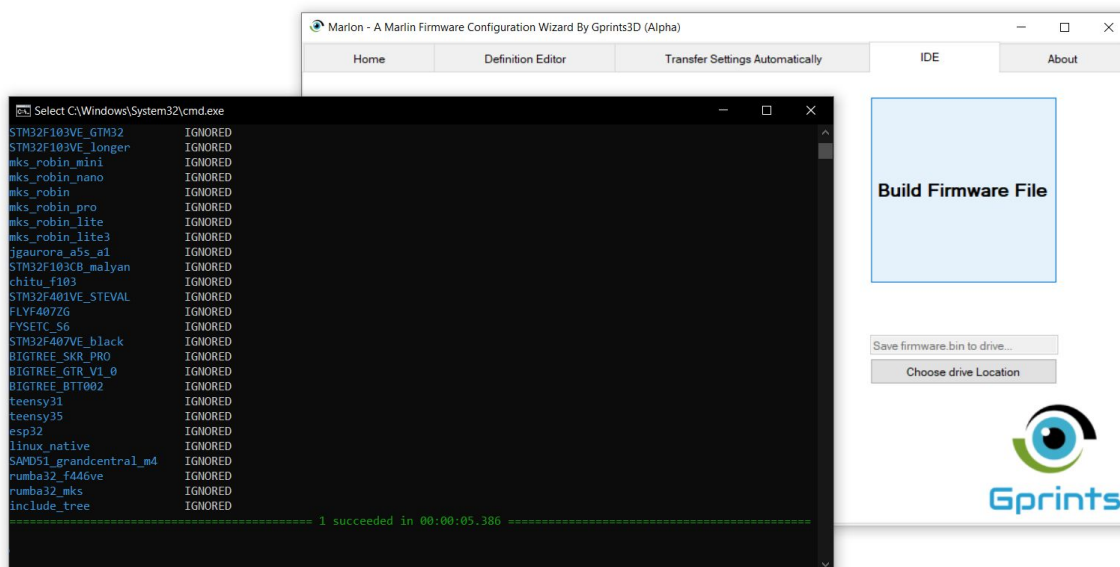 Marlon - A Marlin Firmware Configuration Wizard By Gprints3D (Alpha)
Home Definition Editor Transfer Settings Automatically IDE About
Select C:\Windows\System32\cmd.exe
STM32F103VE_GTM32 IGNORED
STM32F103VE_longer IGNORED
mks_robin_mini IGNORED
mks_robin_nano IGNORED
mks_robin IGNORED
mks_robin_pro IGNORED
mks_robin_lite IGNORED
mks_robin_lite3 IGNORED
jgaurora_a5s_a1 IGNORED
STM32F103CB_malyan IGNORED
chitu_f103 IGNORED
STM32F401VE_STEVAL IGNORED
FLYF407ZG IGNORED
FYSETC_S6 IGNORED
STM32F407VE_black IGNORED
BIGTREE_SKR_PRO IGNORED
BIGTREE_GTR_V1_0 IGNORED
BIGTREE_BTT002 IGNORED
teensy31 IGNORED
teensy35 IGNORED
esp32 IGNORED
linux_native IGNORED
SAMD51_grandcentral_m4 IGNORED
rumba32_f446ve IGNORED
rumba32_mks IGNORED
include_tree IGNORED
============================================= 1 succeeded in 00:00:05.386 =============================================
Build Firmware File
Save firmware.bin to drive...
Choose drive Location
Gprints